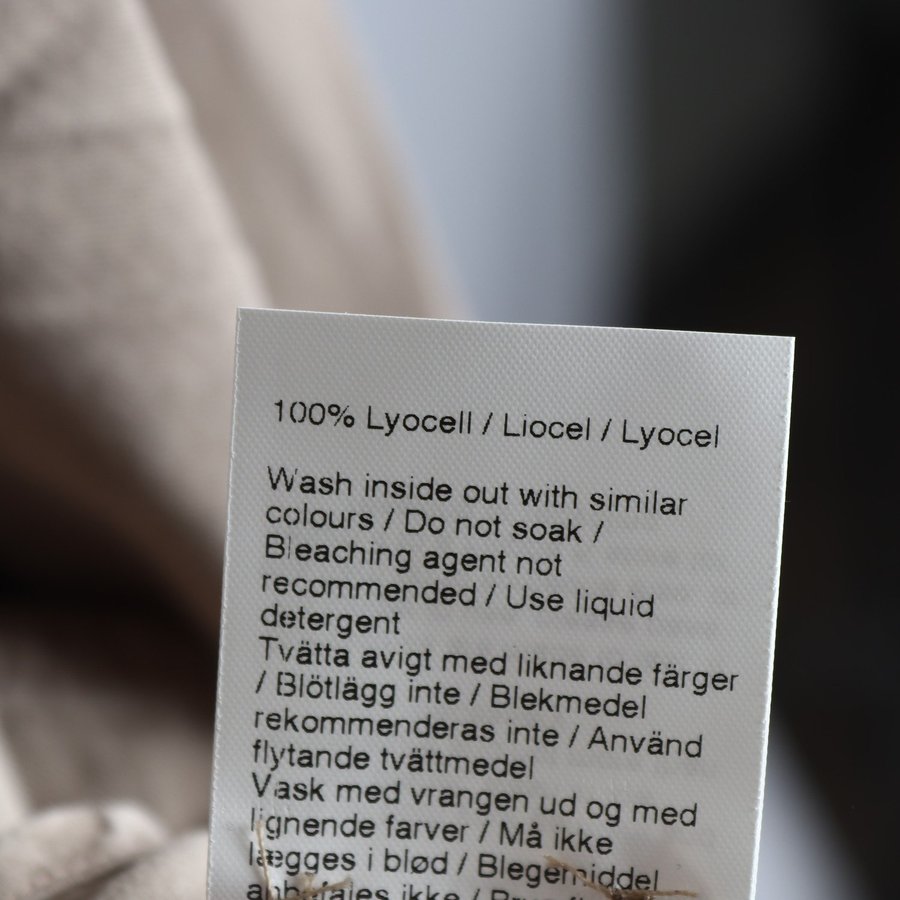 100% Lyocell / Liocel / Lyocel
Wash inside out with similar
colours / Do not soak /
Bleaching agent not
recommended / Use liquid
detergent
Tvätta avigt med liknande färger
/ Blötlägg inte / Blekmedel
rekommenderas inte / Använd
flytande tvättmedel
Vask med vrangen ud og med
lignende farver / Må ikke
lægges i blød / Blegemiddel
anbefales ikke /